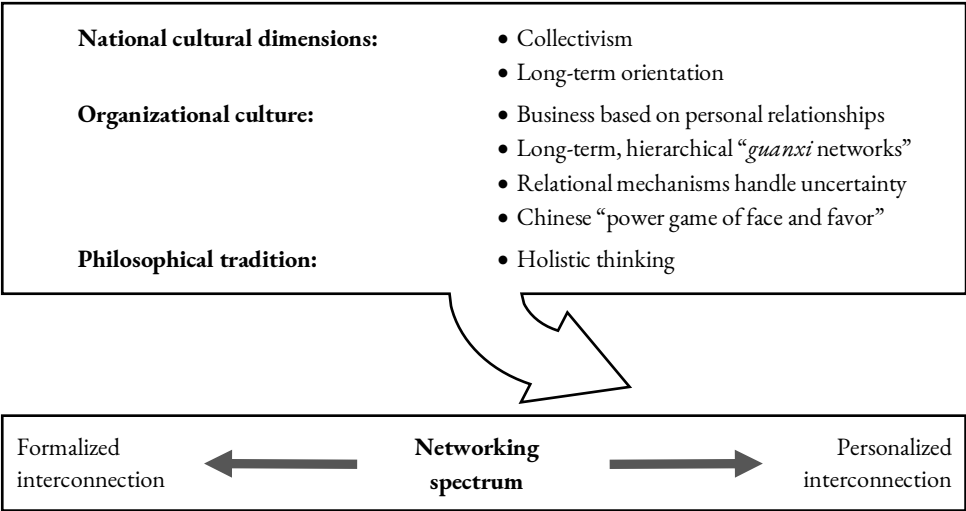 National cultural dimensions: • Collectivism
• Long-term orientation
Organizational culture: • Business based on personal relationships
• Long-term, hierarchical “guanxi networks”
• Relational mechanisms handle uncertainty
• Chinese “power game of face and favor”
Philosophical tradition: • Holistic thinking
Formalized
interconnection
Networking
spectrum
Personalized
interconnection